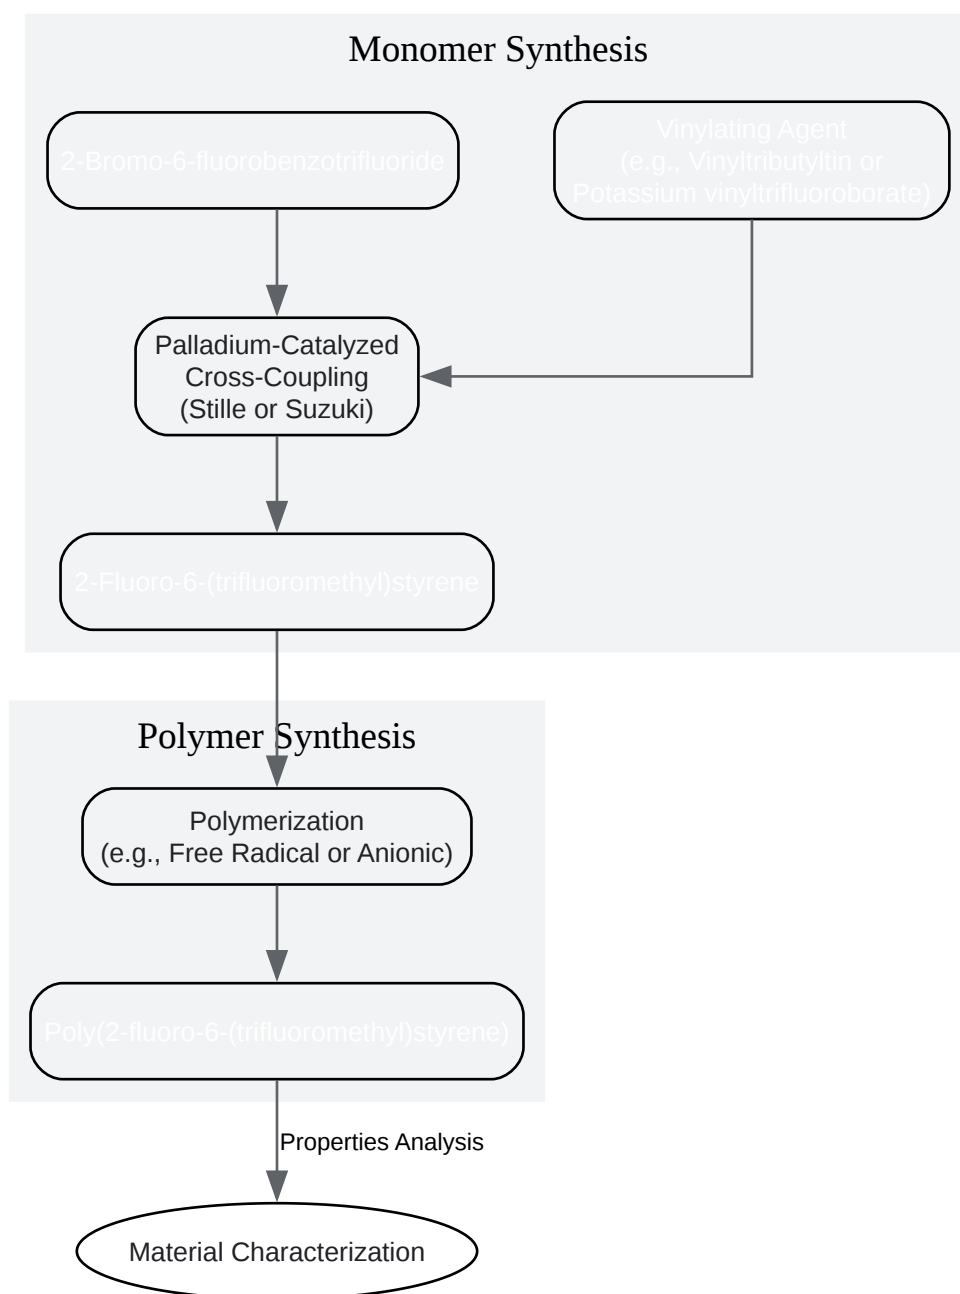 Monomer Synthesis
2-Bromo-6-fluorobenzotrifluoride
Vinylating Agent
(e.g., Vinyltributyltin or
Potassium vinyltrifluoroborate)
Palladium-Catalyzed
Cross-Coupling
(Stille or Suzuki)
2-Fluoro-6-(trifluoromethyl)styrene
Polymer Synthesis
Polymerization
(e.g., Free Radical or Anionic)
Poly(2-fluoro-6-(trifluoromethyl)styrene)
Properties Analysis
Material Characterization